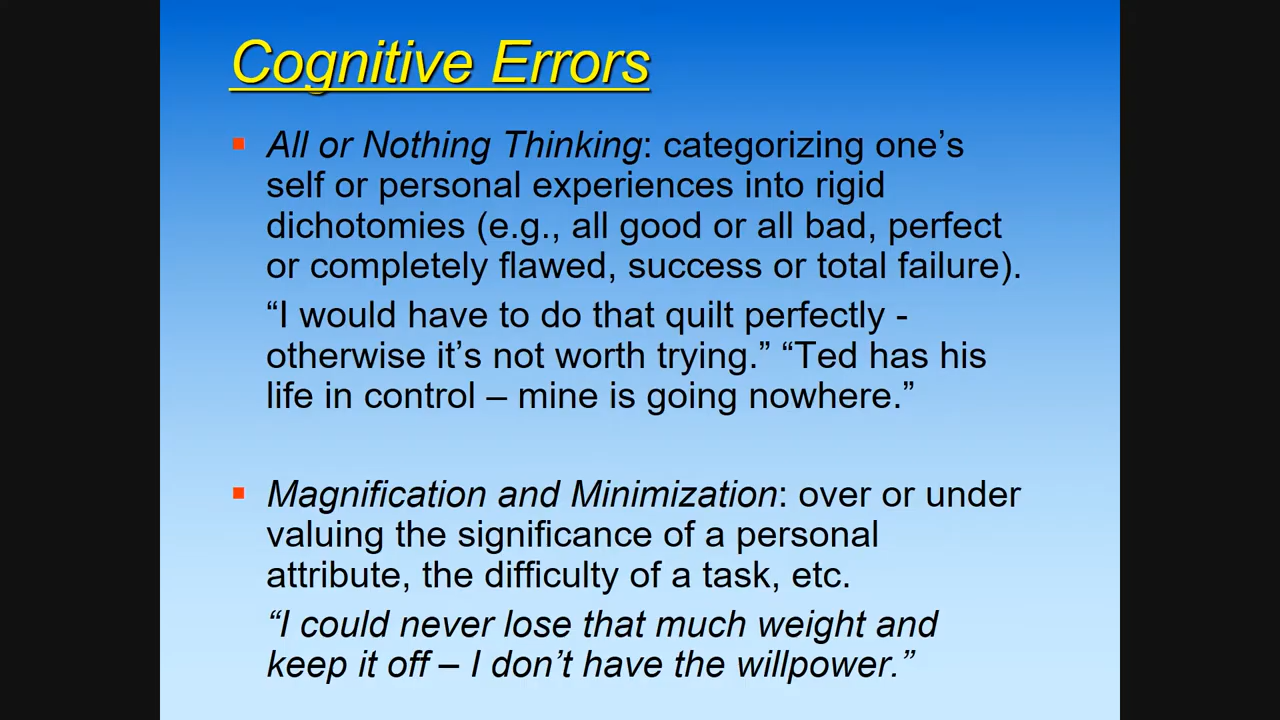 Cognitive Errors
▪ All or Nothing Thinking: categorizing one’s
self or personal experiences into rigid
dichotomies (e.g., all good or all bad, perfect
or completely flawed, success or total failure).
“I would have to do that quilt perfectly -
otherwise it’s not worth trying.” “Ted has his
life in control – mine is going nowhere.”
▪ Magnification and Minimization: over or under
valuing the significance of a personal
attribute, the difficulty of a task, etc.
“I could never lose that much weight and
keep it off – I don’t have the willpower.”